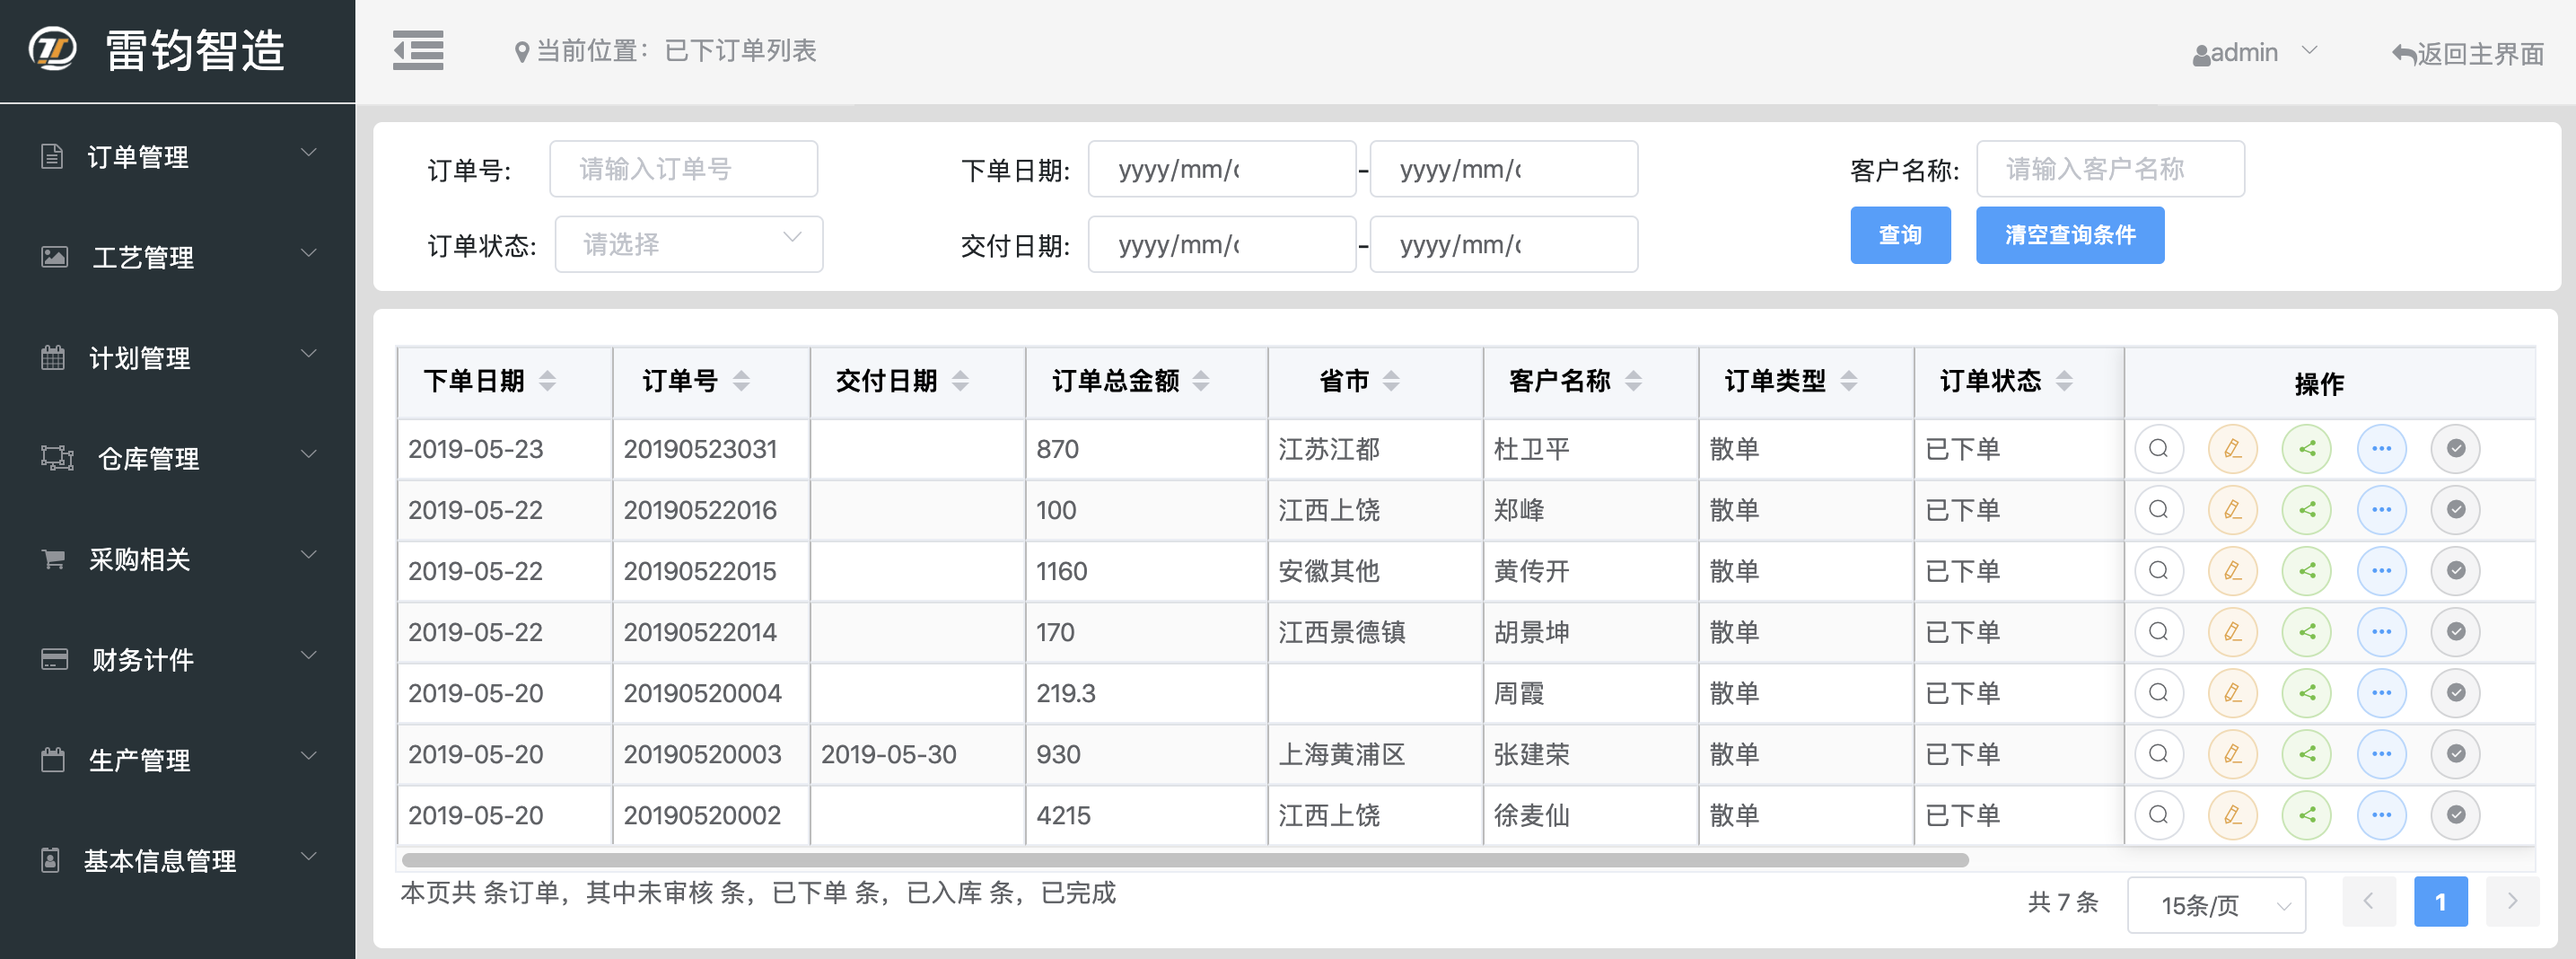 雷钧智造
当前位置：已下订单列表
admin
返回主界面
订单管理
工艺管理
计划管理
仓库管理
采购相关
财务计件
生产管理
基本信息管理
订单号: 请输入订单号 下单日期: yyyy/mm/ - yyyy/mm/ 客户名称: 请输入客户名称
订单状态: 请选择 交付日期: yyyy/mm/ - yyyy/mm/ 查询 清空查询条件
下单日期 订单号 交付日期 订单总金额 省市 客户名称 订单类型 订单状态 操作
2019-05-23 20190523031 870 江苏江都 杜卫平 散单 已下单
2019-05-22 20190522016 100 江西上饶 郑峰 散单 已下单
2019-05-22 20190522015 1160 安徽其他 黄传开 散单 已下单
2019-05-22 20190522014 170 江西景德镇 胡景坤 散单 已下单
2019-05-20 20190520004 219.3 周霞 散单 已下单
2019-05-20 20190520003 2019-05-30 930 上海黄浦区 张建荣 散单 已下单
2019-05-20 20190520002 4215 江西上饶 徐麦仙 散单 已下单
本页共 条订单，其中未审核 条，已下单 条，已入库 条，已完成
共 7 条 15条/页 1